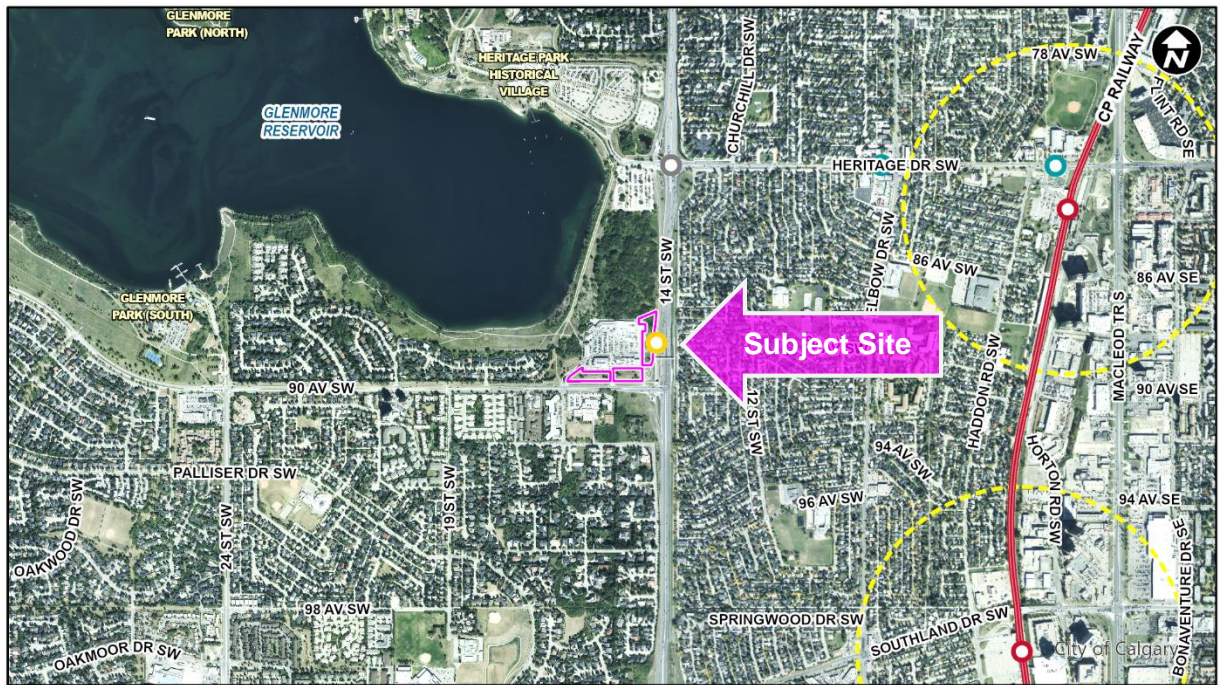 GLENMORE
PARK (NORTH)
HERITAGE PARK
HISTORICAL
VILLAGE
GLENMORE
RESERVOIR
CHURCHILL DR SW
78 AV SW
CP RAILWAY
FLINT RD SE
N
HERITAGE DR SW
14 ST SW
ELBOW DR SW
86 AV SW
86 AV SE
GLENMORE
PARK (SOUTH)
Subject Site
MACLEOD TR S
90 AV SW
90 AV SE
12 ST SW
HADDON RD SW
HORTON RD SW
94 AV SW
94 AV SE
PALLISER DR SW
96 AV SW
19 ST SW
24 ST SW
OAKWOOD DR SW
98 AV SW
SPRINGWOOD DR SW
SOUTHLAND DR SW
BONAVENTURE DR SE
OAKMOOR DR SW
City of Calgary